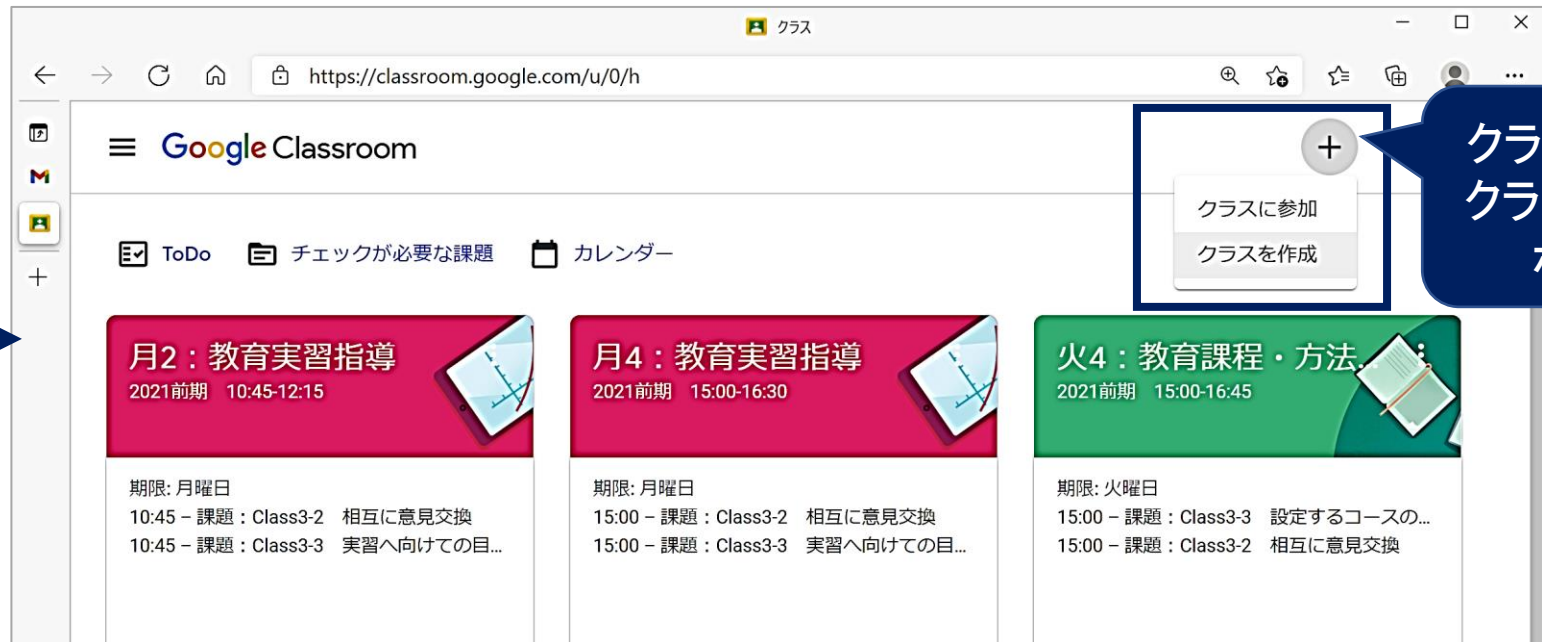 クラス
https://classroom.google.com/u/0/h
Google Classroom
クラスに参加
クラスを作成
クラ
クラ
ToDo チェックが必要な課題 カレンダー
月2：教育実習指導
2021前期 10:45-12:15
期限: 月曜日
10:45 – 課題：Class3-2 相互に意見交換
10:45 – 課題：Class3-3 実習へ向けての目...
月4：教育実習指導
2021前期 15:00-16:30
期限: 月曜日
15:00 – 課題：Class3-2 相互に意見交換
15:00 – 課題：Class3-3 実習へ向けての目...
火4：教育課程・方法...
2021前期 15:00-16:45
期限: 火曜日
15:00 – 課題：Class3-3 設定するコースの...
15:00 – 課題：Class3-2 相互に意見交換